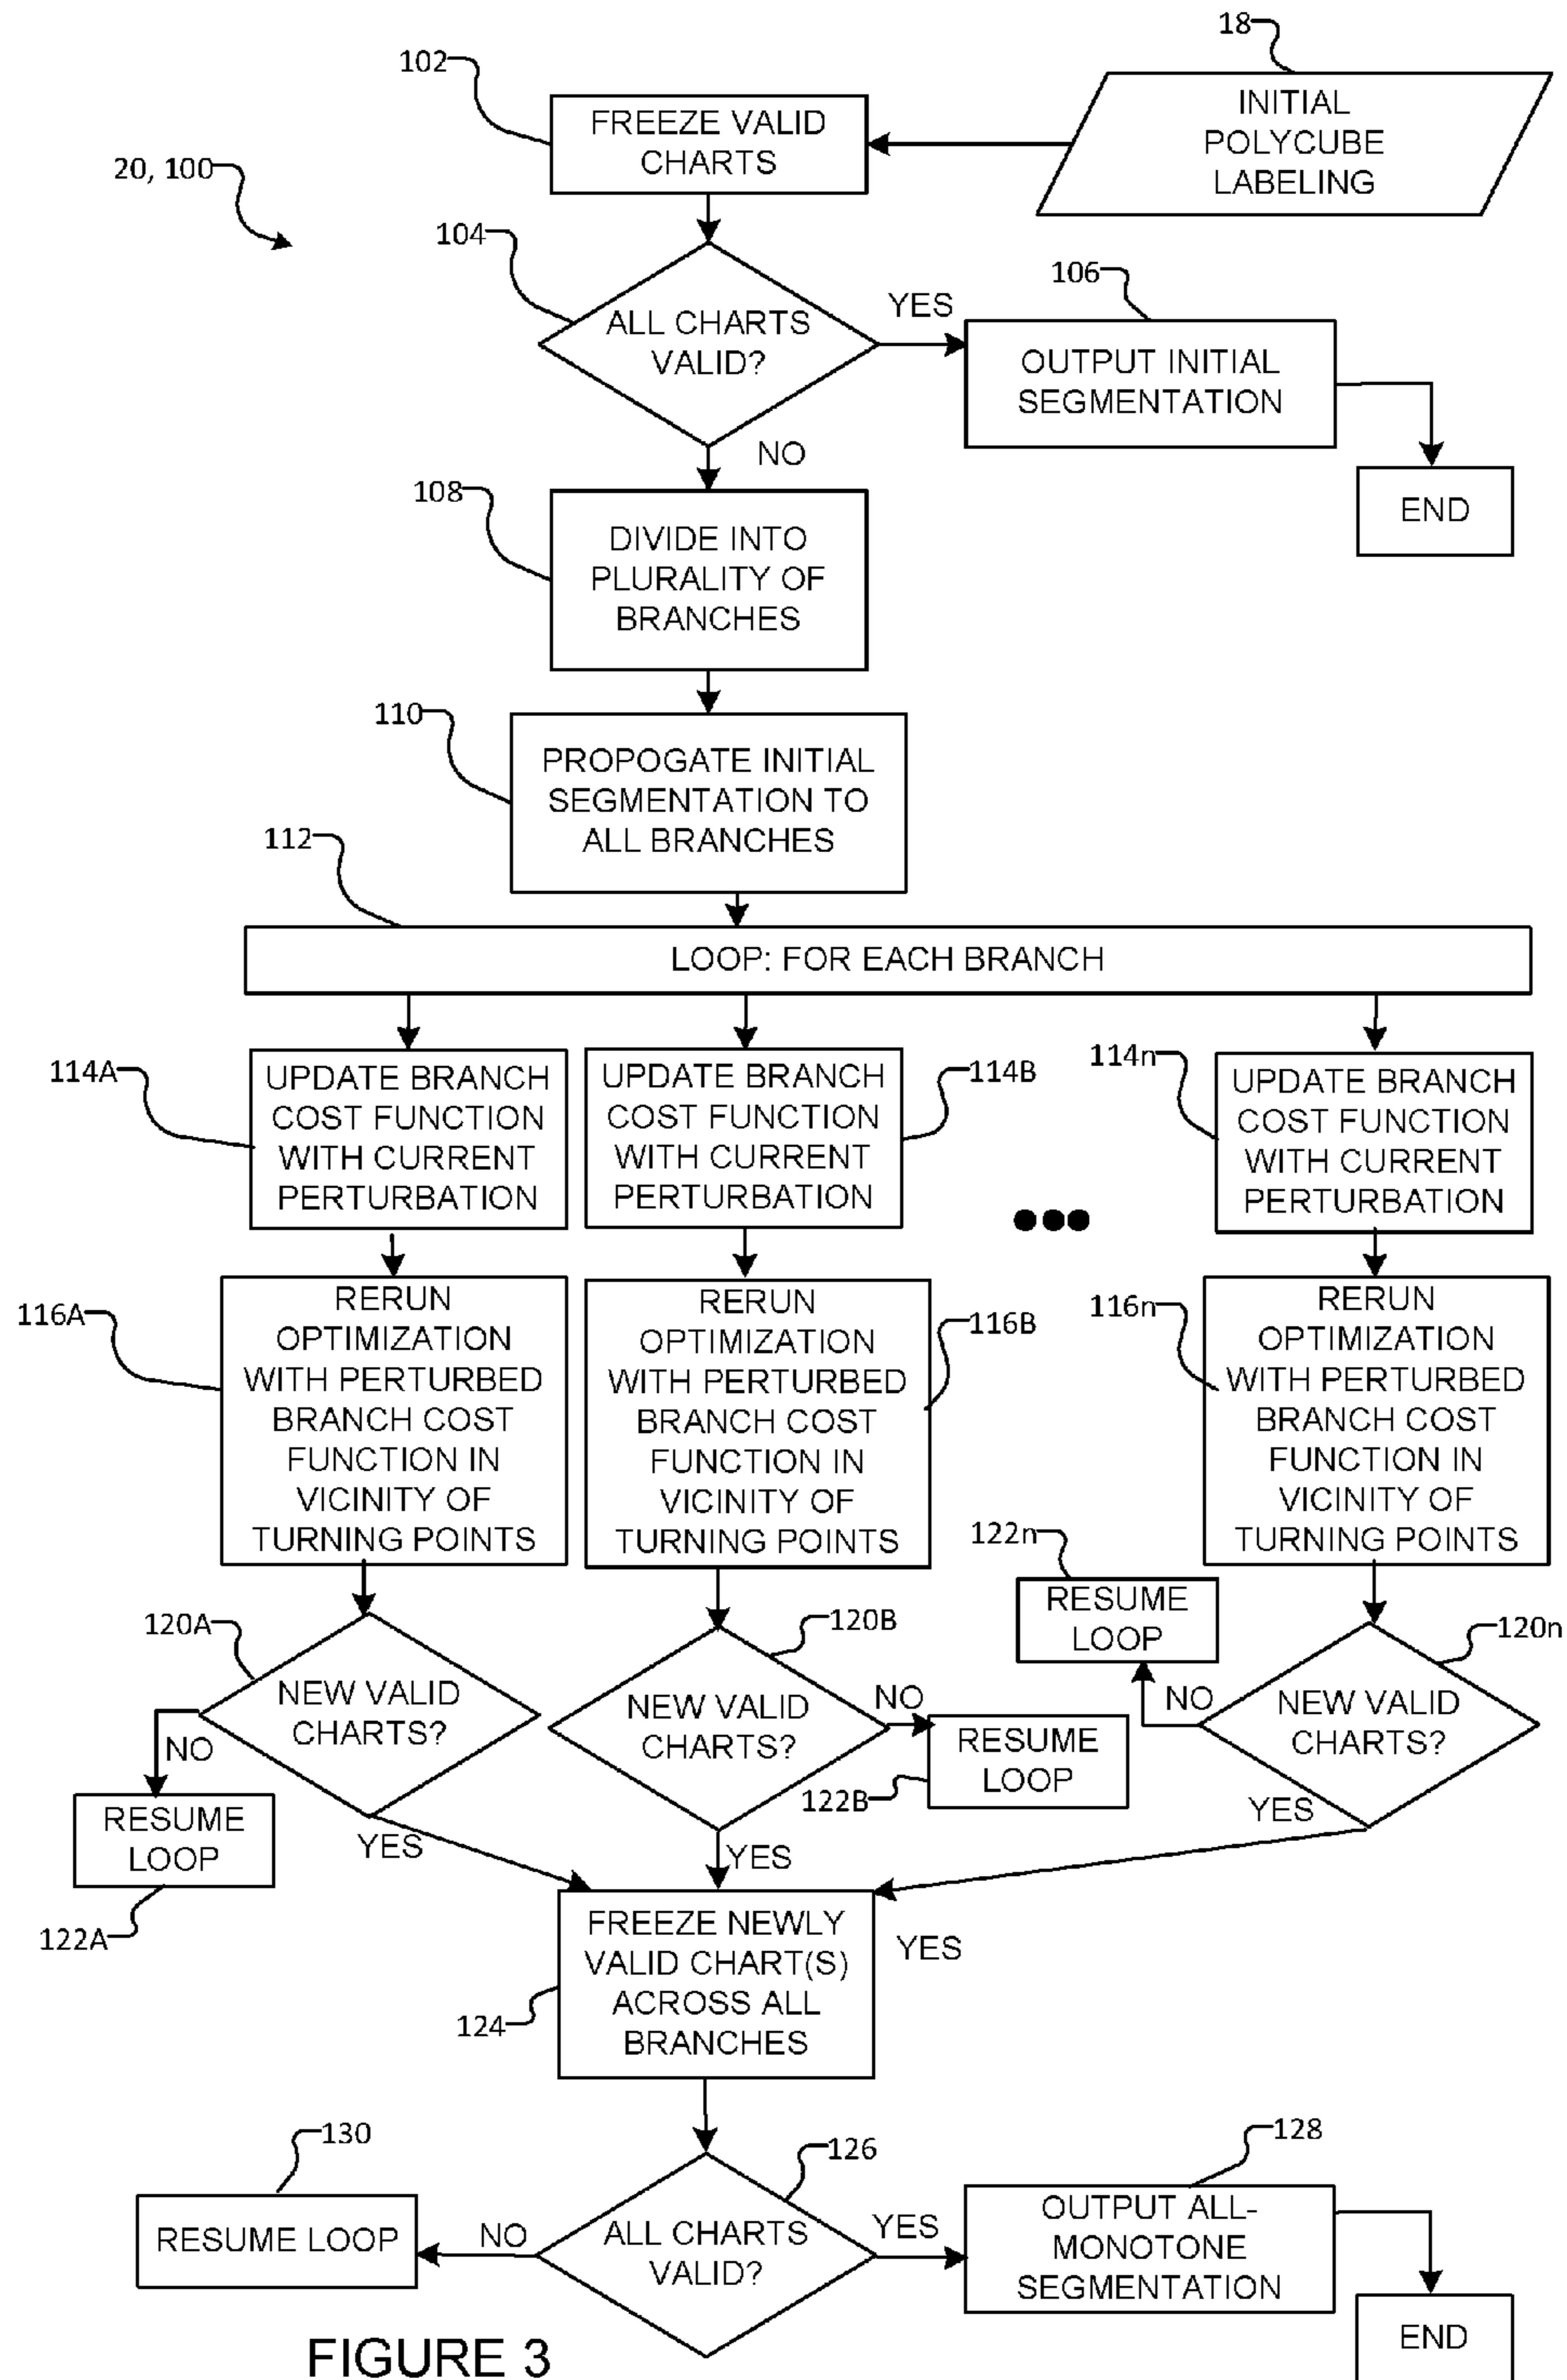 18
102
INITIAL
POLYCUBE
LABELING
FREEZE VALID
CHARTS
20, 100
104
106
ALL CHARTS
VALID?
YES
OUTPUT INITIAL
SEGMENTATION
NO
END
108
DIVIDE INTO
PLURALITY OF
BRANCHES
110
PROPOGATE INITIAL
SEGMENTATION TO
ALL BRANCHES
112
LOOP: FOR EACH BRANCH
114A
UPDATE BRANCH
COST FUNCTION
WITH CURRENT
PERTURBATION
UPDATE BRANCH
COST FUNCTION
WITH CURRENT
PERTURBATION
114B
114n
UPDATE BRANCH
COST FUNCTION
WITH CURRENT
PERTURBATION
116A
RERUN
OPTIMIZATION
WITH PERTURBED
BRANCH COST
FUNCTION IN
VICINITY OF
TURNING POINTS
RERUN
OPTIMIZATION
WITH PERTURBED
BRANCH COST
FUNCTION IN
VICINITY OF
TURNING POINTS
116B
116n
RERUN
OPTIMIZATION
WITH PERTURBED
BRANCH COST
FUNCTION IN
VICINITY OF
TURNING POINTS
122n
RESUME
LOOP
120A
NEW VALID
CHARTS?
NO
RESUME
LOOP
122A
YES
120B
NEW VALID
CHARTS?
NO
RESUME
LOOP
122B
YES
120n
NEW VALID
CHARTS?
NO
YES
FREEZE NEWLY
VALID CHART(S)
ACROSS ALL
BRANCHES
YES
124
130
126
128
RESUME LOOP
NO
ALL CHARTS
VALID?
YES
OUTPUT ALL-
MONOTONE
SEGMENTATION
END
FIGURE 3